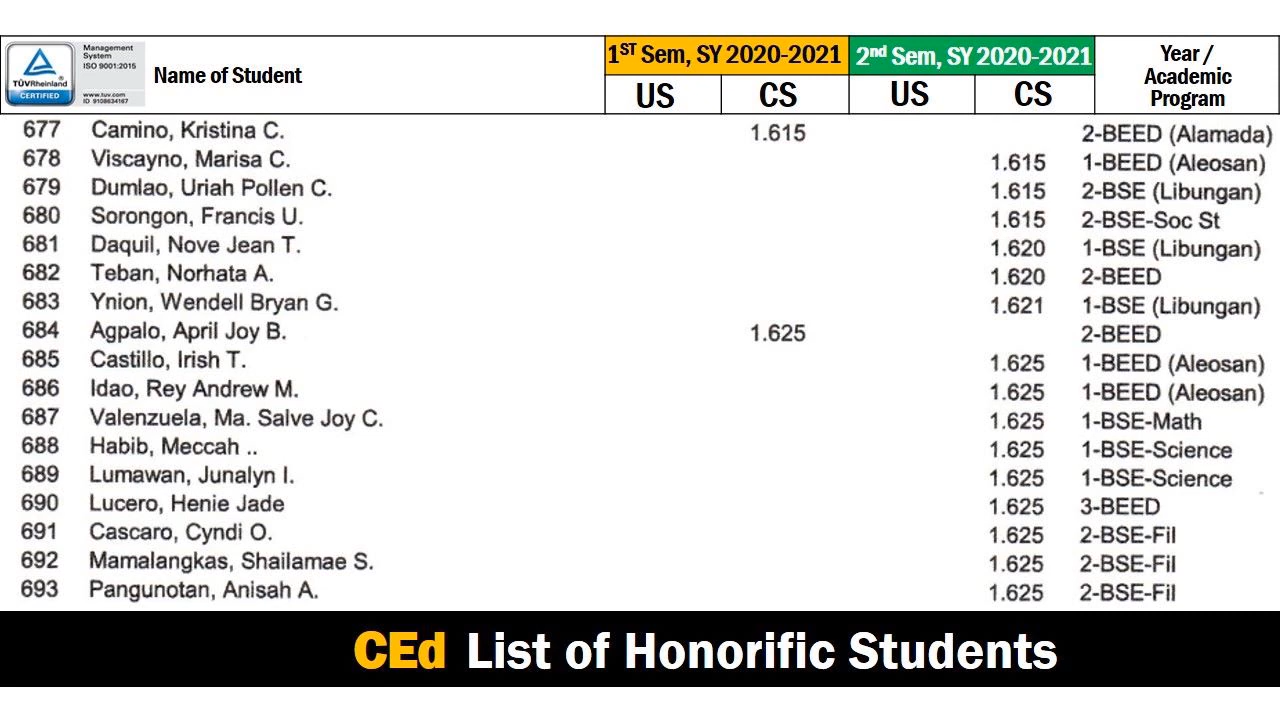 TÜVRheinland®
CERTIFIED
Management
System
ISO 9001:2015
www.tuv.com
ID 9108634167
Name of Student
1ST Sem, SY 2020-2021 2nd Sem, SY 2020-2021
US CS US CS
Year /
Academic
Program
677 Camino, Kristina C. 1.615 2-BEED (Alamada)
678 Viscayno, Marisa C. 1.615 1-BEED (Aleosan)
679 Dumlao, Uriah Pollen C. 1.615 2-BSE (Libungan)
680 Sorongon, Francis U. 1.615 2-BSE-Soc St
681 Daquil, Nove Jean T. 1.620 1-BSE (Libungan)
682 Teban, Norhata A. 1.620 2-BEED
683 Ynion, Wendell Bryan G. 1.621 1-BSE (Libungan)
684 Agpalo, April Joy B. 1.625 2-BEED
685 Castillo, Irish T. 1.625 1-BEED (Aleosan)
686 Idao, Rey Andrew M. 1.625 1-BEED (Aleosan)
687 Valenzuela, Ma. Salve Joy C. 1.625 1-BSE-Math
688 Habib, Meccah .. 1.625 1-BSE-Science
689 Lumawan, Junalyn I. 1.625 1-BSE-Science
690 Lucero, Henie Jade 1.625 3-BEED
691 Cascaro, Cyndi O. 1.625 2-BSE-Fil
692 Mamalangkas, Shailamae S. 1.625 2-BSE-Fil
693 Pangunotan, Anisah A. 1.625 2-BSE-Fil
CEd List of Honorific Students